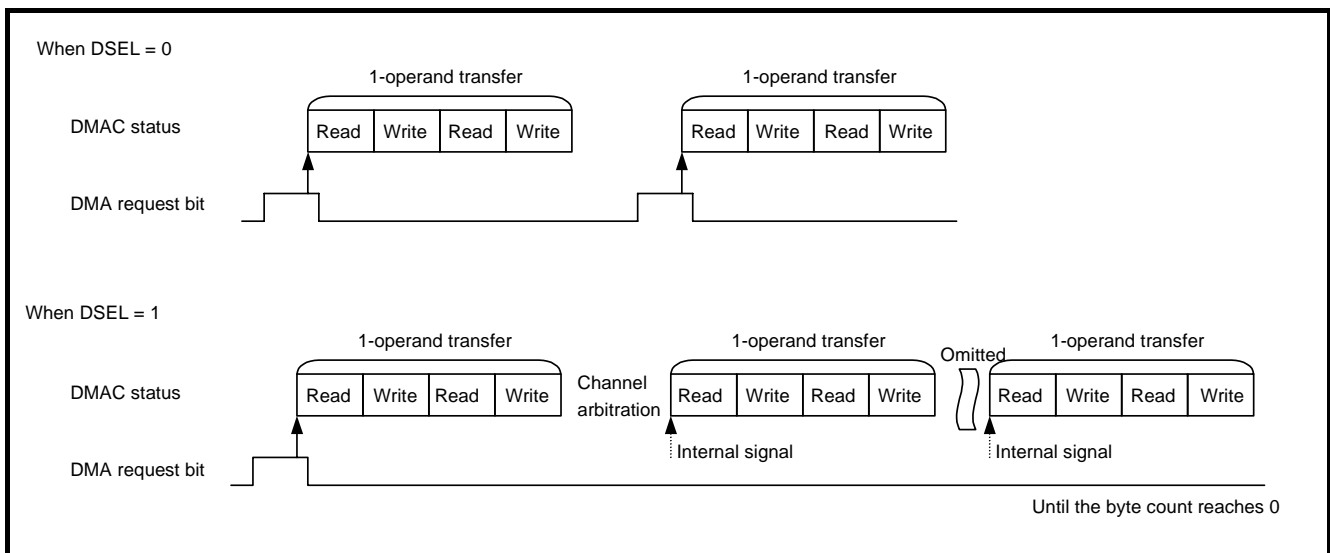 When DSEL = 0
1-operand transfer 1-operand transfer
DMAC status Read Write Read Write Read Write Read Write
DMA request bit
When DSEL = 1
1-operand transfer 1-operand transfer 1-operand transfer
Omitted
DMAC status Read Write Read Write Channel arbitration Read Write Read Write Read Write Read Write
Internal signal Internal signal
DMA request bit
Until the byte count reaches 0